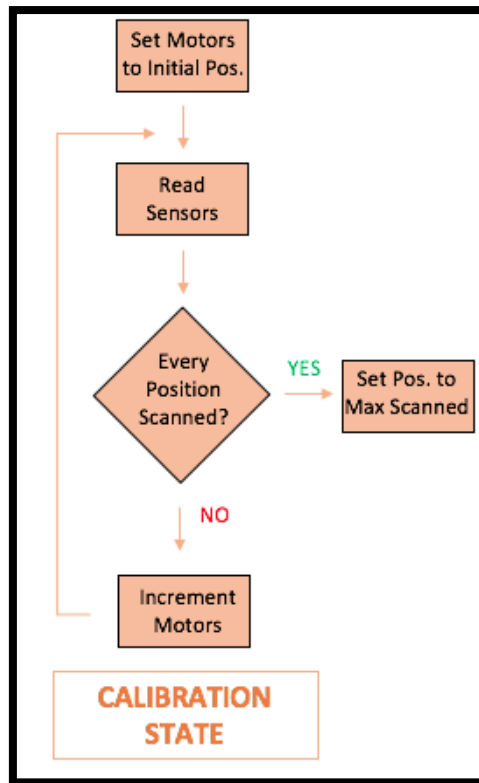 Set Motors
to Initial Pos.
Read
Sensors
Every
Position
Scanned?
YES
Set Pos. to
Max Scanned
NO
Increment
Motors
CALIBRATION
STATE